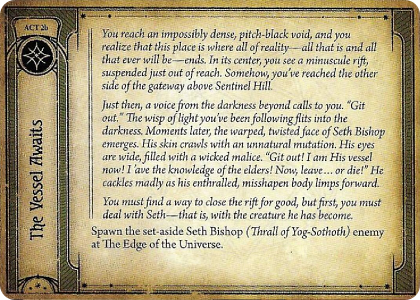 ACT 2b
The Vessel Awaits
You reach an impossibly dense, pitch-black void, and you
realize that this place is where all of reality—all that is and all
that ever will be—ends. In its center, you see a minuscule rift,
suspended just out of reach. Somehow, you've reached the other
side of the gateway above Sentinel Hill.
Just then, a voice from the darkness beyond calls to you. "Git
out." The wisp of light you've been following flits into the
darkness. Moments later, the warped, twisted face of Seth Bishop
emerges. His skin crawls with an unnatural mutation. His eyes
are wide, filled with a wicked malice. "Git out! I am His vessel
now! I 'ave the knowledge of the elders! Now, leave... or die!" He
cackles madly as his enthralled, misshapen body limps forward.
You must find a way to close the rift for good, but first, you must
deal with Seth—that is, with the creature he has become.
Spawn the set-aside Seth Bishop (Thrall of Yog-Sothoth) enemy
at The Edge of the Universe.